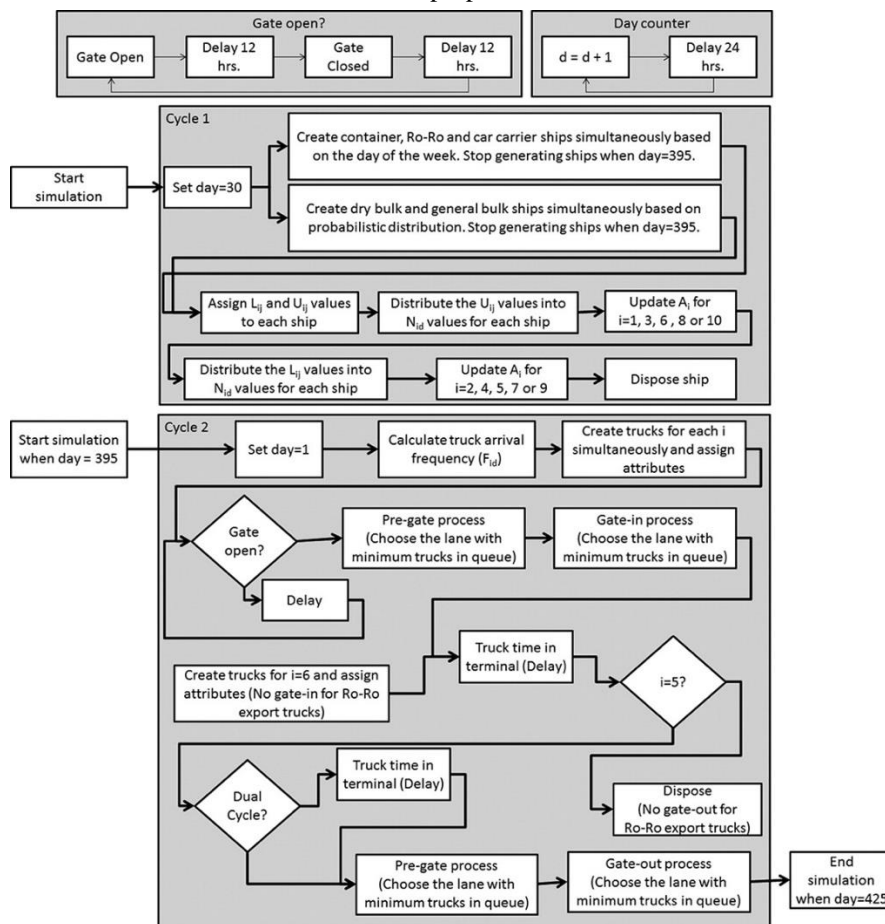 Gate open?
Gate Open
Delay 12
hrs.
Gate
Closed
Delay 12
hrs.
Day counter
d = d + 1
Delay 24
hrs.
Cycle 1
Start
simulation
Set day=30
Create container, Ro-Ro and car carrier ships simultaneously based
on the day of the week. Stop generating ships when day=395.
Create dry bulk and general bulk ships simultaneously based on
probabilistic distribution. Stop generating ships when day=395.
Assign Lij and Uij values
to each ship
Distribute the Uij values into
Nid values for each ship
Update Ai for
i=1, 3, 6 , 8 or 10
Distribute the Lij values into
Nid values for each ship
Update Ai for
i=2, 4, 5, 7 or 9
Dispose ship
Cycle 2
Start simulation
when day = 395
Set day=1
Calculate truck arrival
frequency (Fid)
Create trucks for each i
simultaneously and assign
attributes
Gate
open?
Pre-gate process
(Choose the lane with
minimum trucks in queue)
Gate-in process
(Choose the lane with
minimum trucks in queue)
Delay
Create trucks for i=6 and assign
attributes (No gate-in for Ro-Ro
export trucks)
Truck time in
terminal (Delay)
i=5?
Dual
Cycle?
Truck time in
terminal (Delay)
Dispose
(No gate-out for
Ro-Ro export trucks)
Pre-gate process
(Choose the lane with
minimum trucks in queue)
Gate-out process
(Choose the lane with
minimum trucks in queue)
End
simulation
when day=425